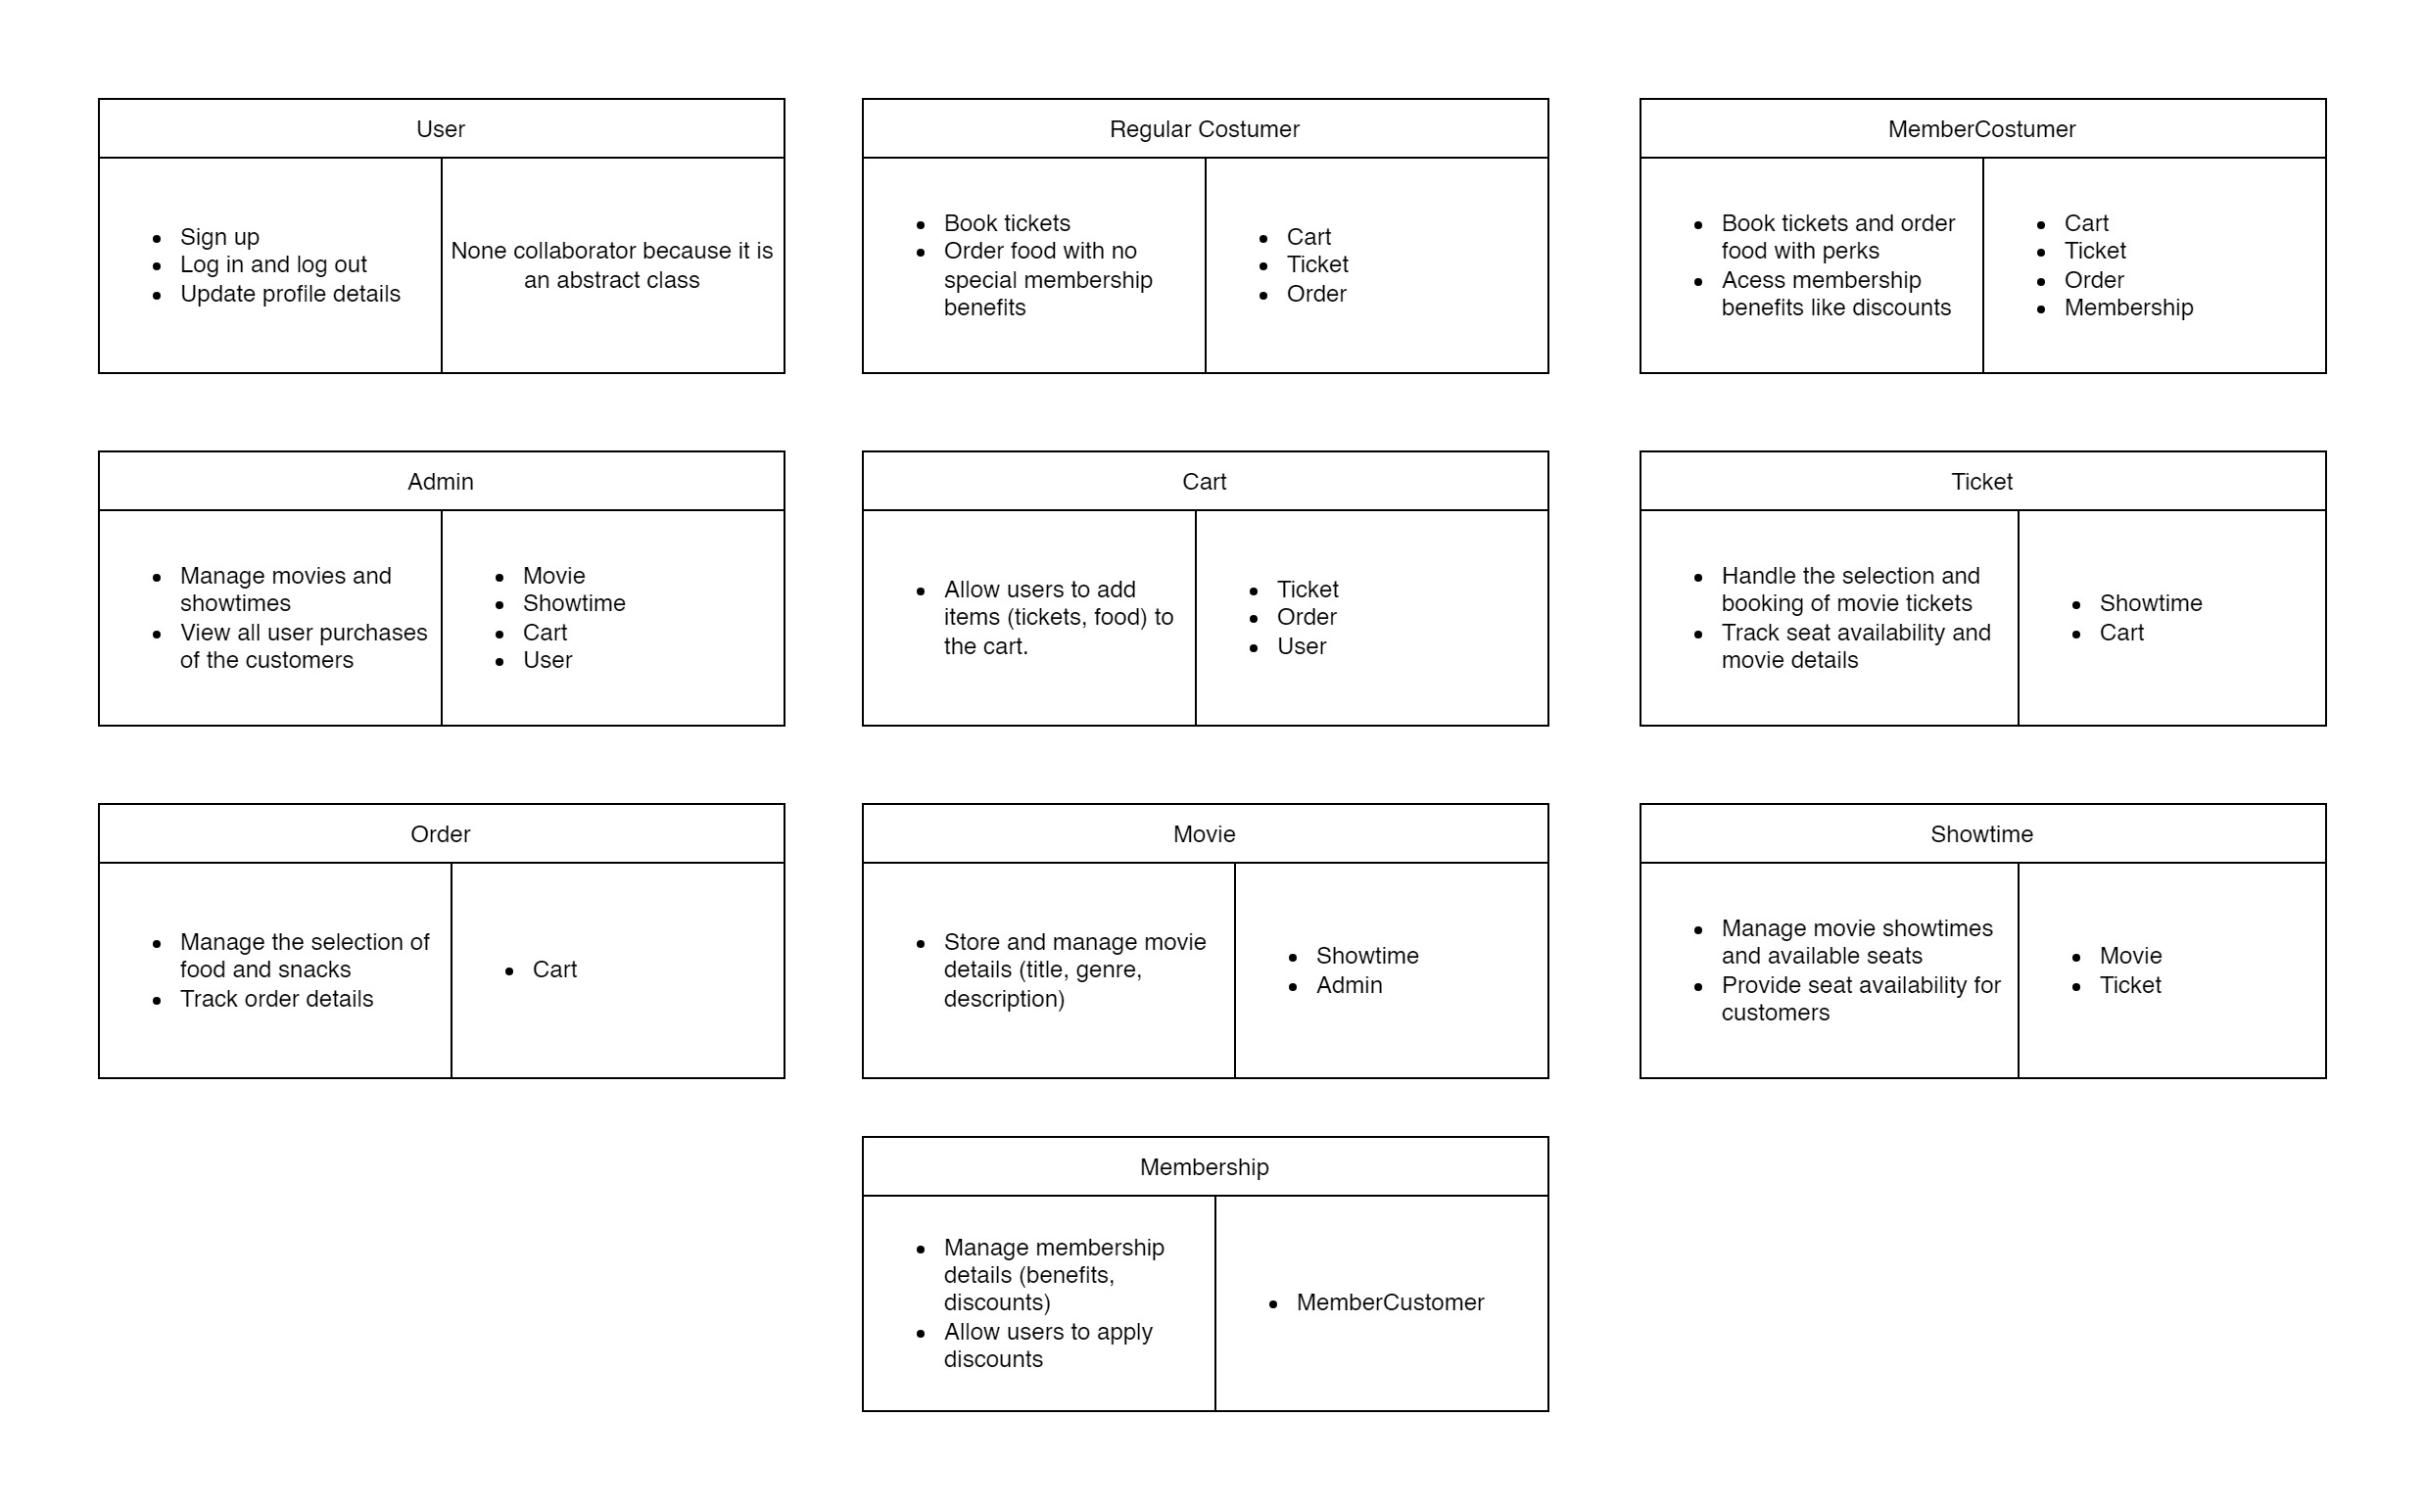 User
Sign up
Log in and log out
Update profile details
None collaborator because it is
an abstract class
Regular Costumer
Book tickets
Order food with no
special membership
benefits
Cart
Ticket
Order
MemberCostumer
Book tickets and order
food with perks
Acess membership
benefits like discounts
Cart
Ticket
Order
Membership
Admin
Manage movies and
showtimes
View all user purchases
of the customers
Movie
Showtime
Cart
User
Cart
Allow users to add
items (tickets, food) to
the cart.
Ticket
Order
User
Ticket
Handle the selection and
booking of movie tickets
Track seat availability and
movie details
Showtime
Cart
Order
Manage the selection of
food and snacks
Track order details
Cart
Movie
Store and manage movie
details (title, genre,
description)
Showtime
Admin
Showtime
Manage movie showtimes
and available seats
Provide seat availability for
customers
Movie
Ticket
Membership
Manage membership
details (benefits,
discounts)
Allow users to apply
discounts
MemberCustomer